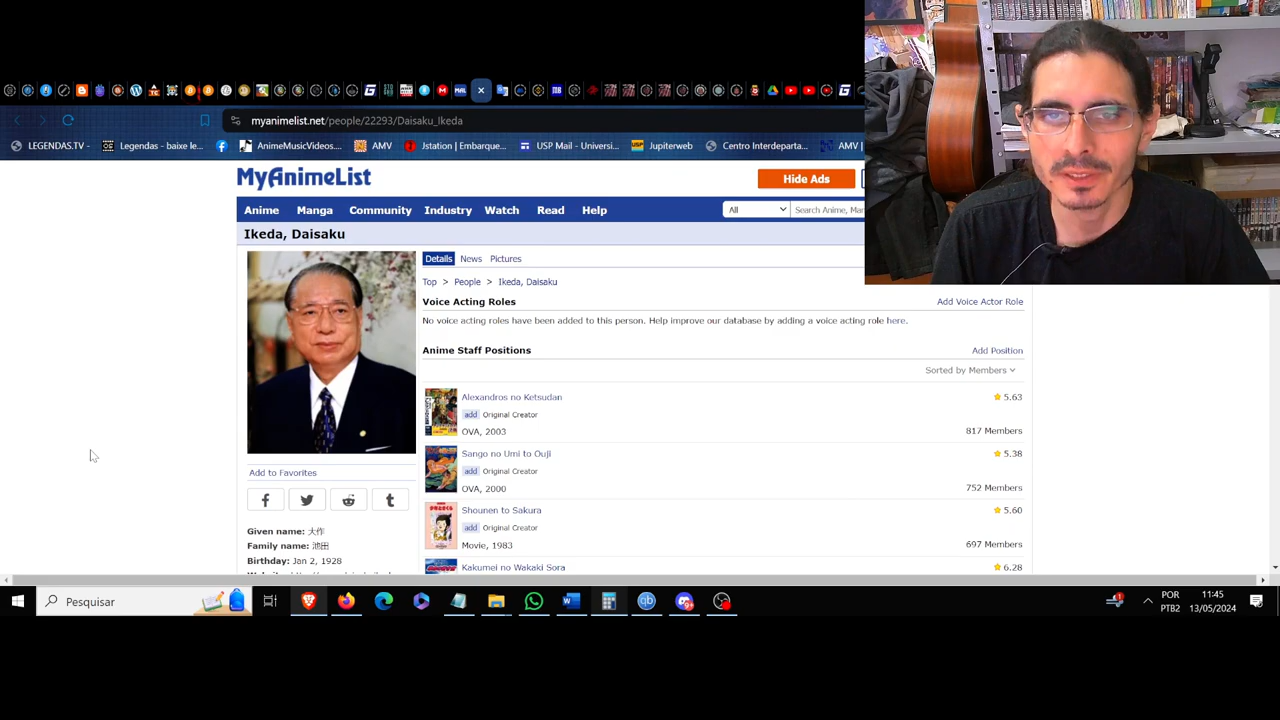 myanimelist.net/people/22293/Daisaku_Ikeda
LEGENDAS.TV -
Legendas - baixe le...
AnimeMusicVideos....
AMV
Jstation | Embarque...
USP Mail - Universi...
Jupiterweb
Centro Interdeparta...
AMV |
MyAnimeList
Hide Ads
Anime Manga Community Industry Watch Read Help
All
Search Anime, Man
Ikeda, Daisaku
Details News Pictures
Top > People > Ikeda, Daisaku
Voice Acting Roles
Add Voice Actor Role
No voice acting roles have been added to this person. Help improve our database by adding a voice acting role here.
Anime Staff Positions
Add Position
Sorted by Members
Alexandros no Ketsudan
5.63
add Original Creator
OVA, 2003
817 Members
Sango no Umi to Ouji
5.38
add Original Creator
OVA, 2000
752 Members
Shounen to Sakura
5.60
add Original Creator
Movie, 1983
697 Members
Kakumei no Wakaki Sora
6.28
Add to Favorites
Given name: 大作
Family name: 池田
Birthday: Jan 2, 1928
Pesquisar
POR
PTB2
11:45
13/05/2024